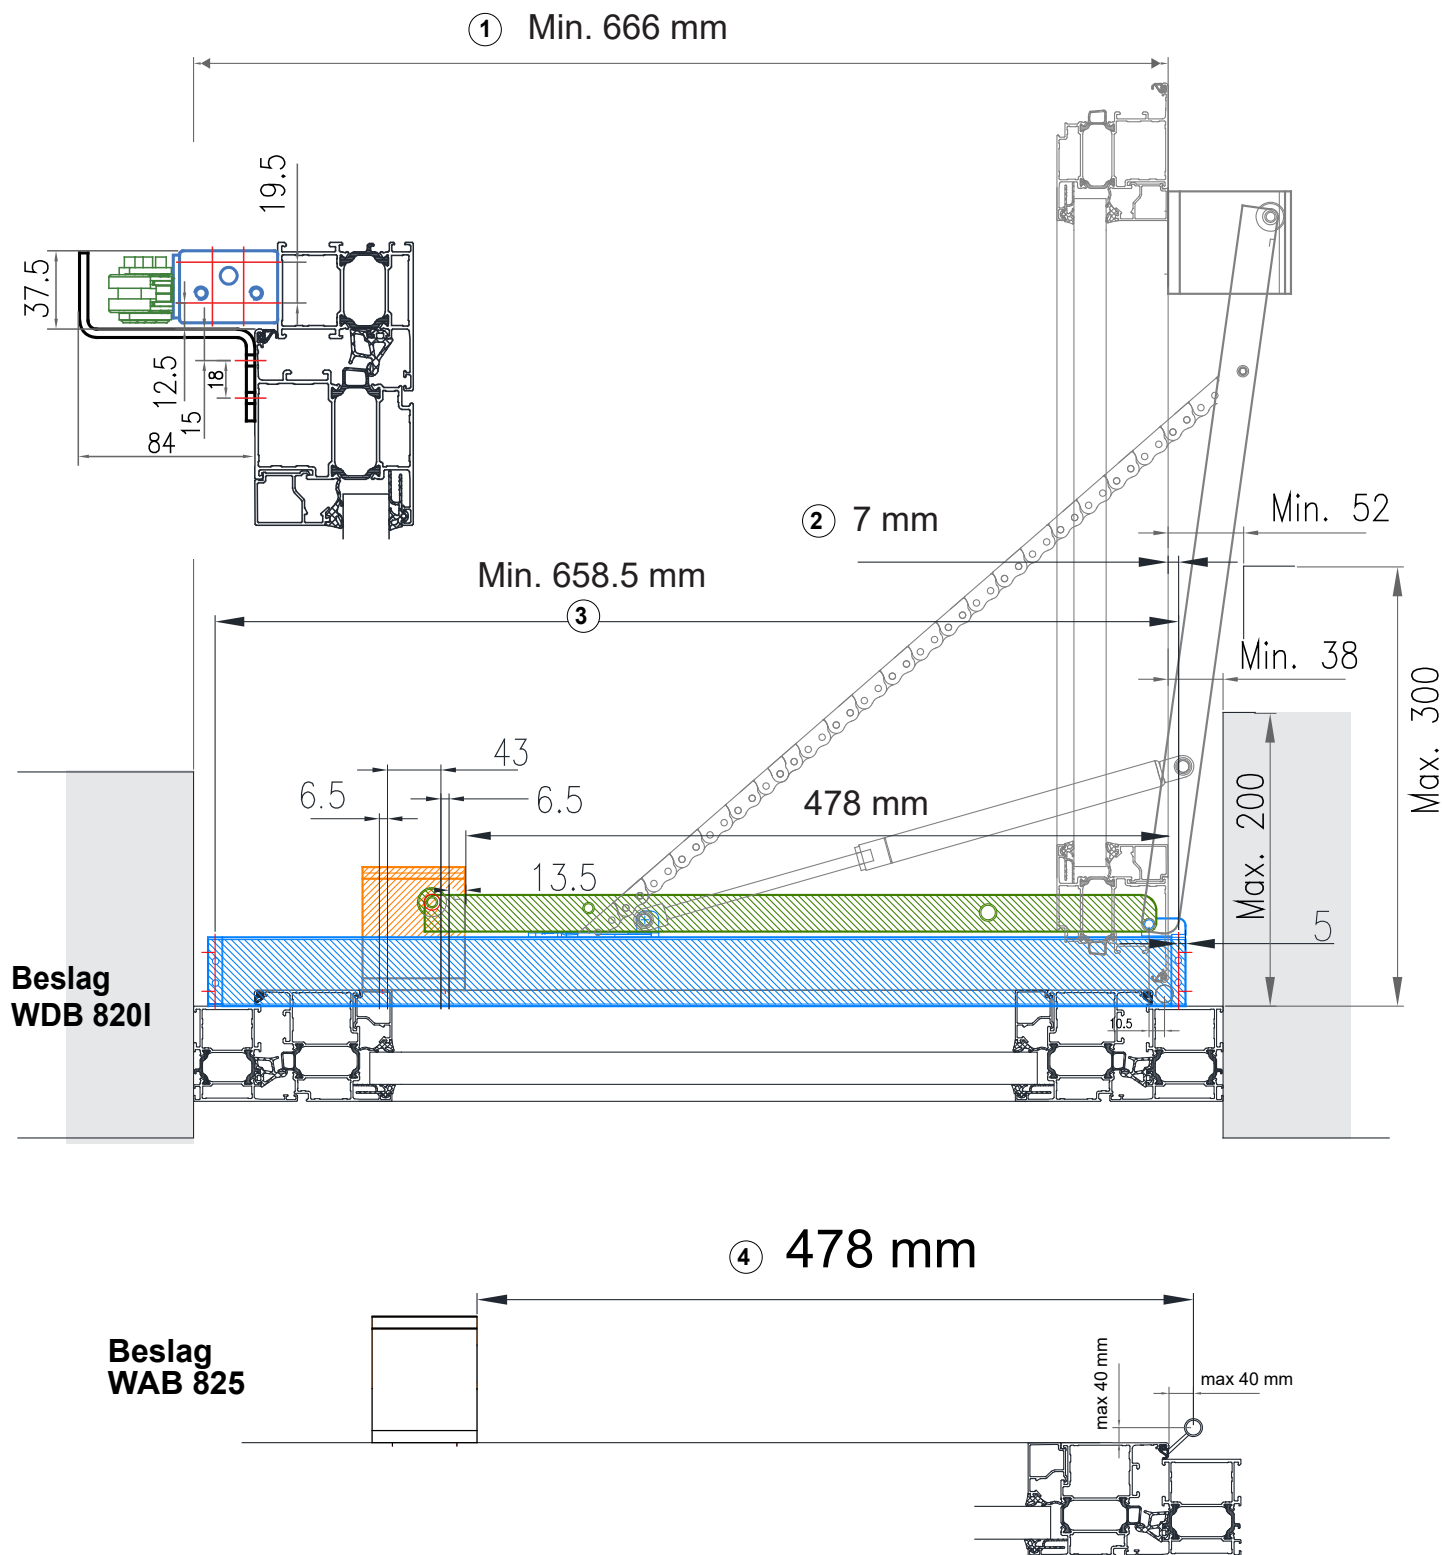 1 Min. 666 mm
19.5
37.5
12.5
18
15
84
2 7 mm
Min. 52
Min. 658.5 mm
3
Min. 38
Max. 300
43
6.5
6.5
478 mm
Max. 200
13.5
5
Beslag
WDB 820I
10.5
4 478 mm
Beslag
WAB 825
max 40 mm
max 40 mm